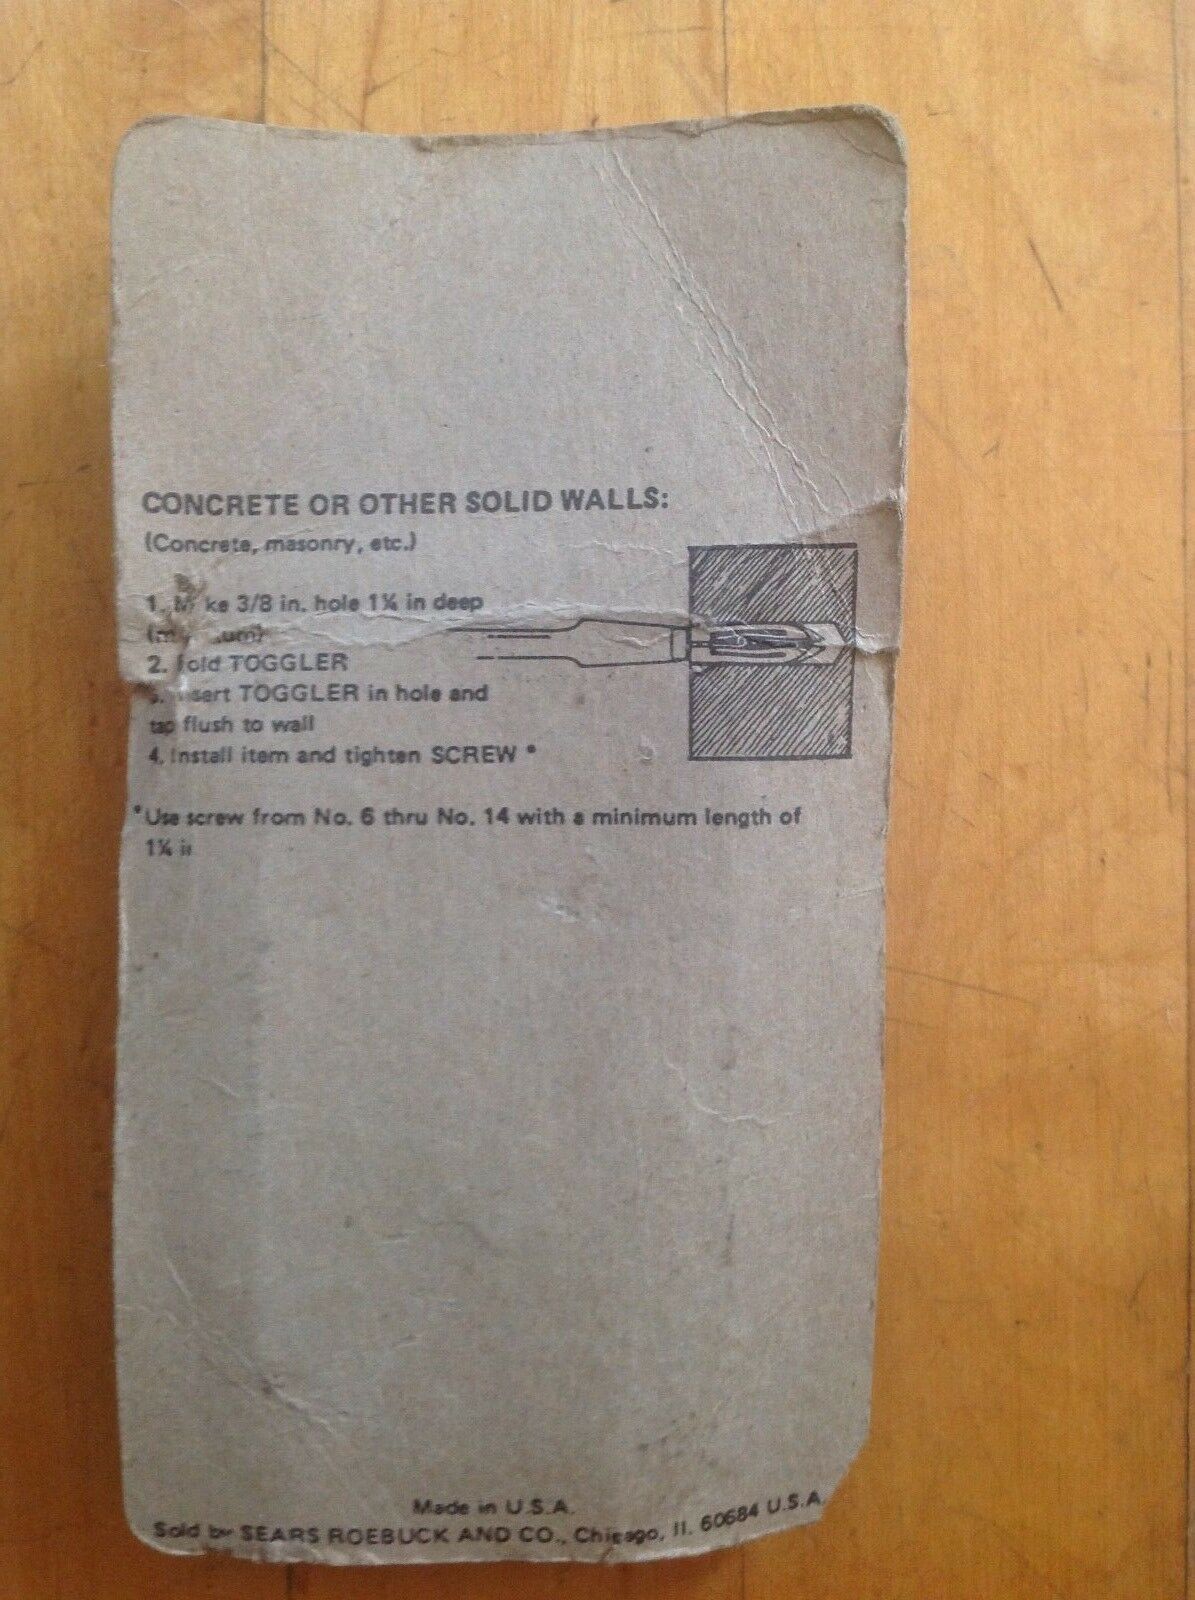 CONCRETE OR OTHER SOLID WALLS:
(Concrete, masonry, etc.)
1. M ke 3/8 in. hole 1¼ in deep
2. old TOGGLER
sert TOGGLER in hole and
tap flush to wall
4. Install item and tighten SCREW *
*Use screw from No. 6 thru No. 14 with a minimum length of
1¼ i
Made in U.S.A.
Sold by SEARS ROEBUCK AND CO., Chicago, Il. 60684 U.S.A.